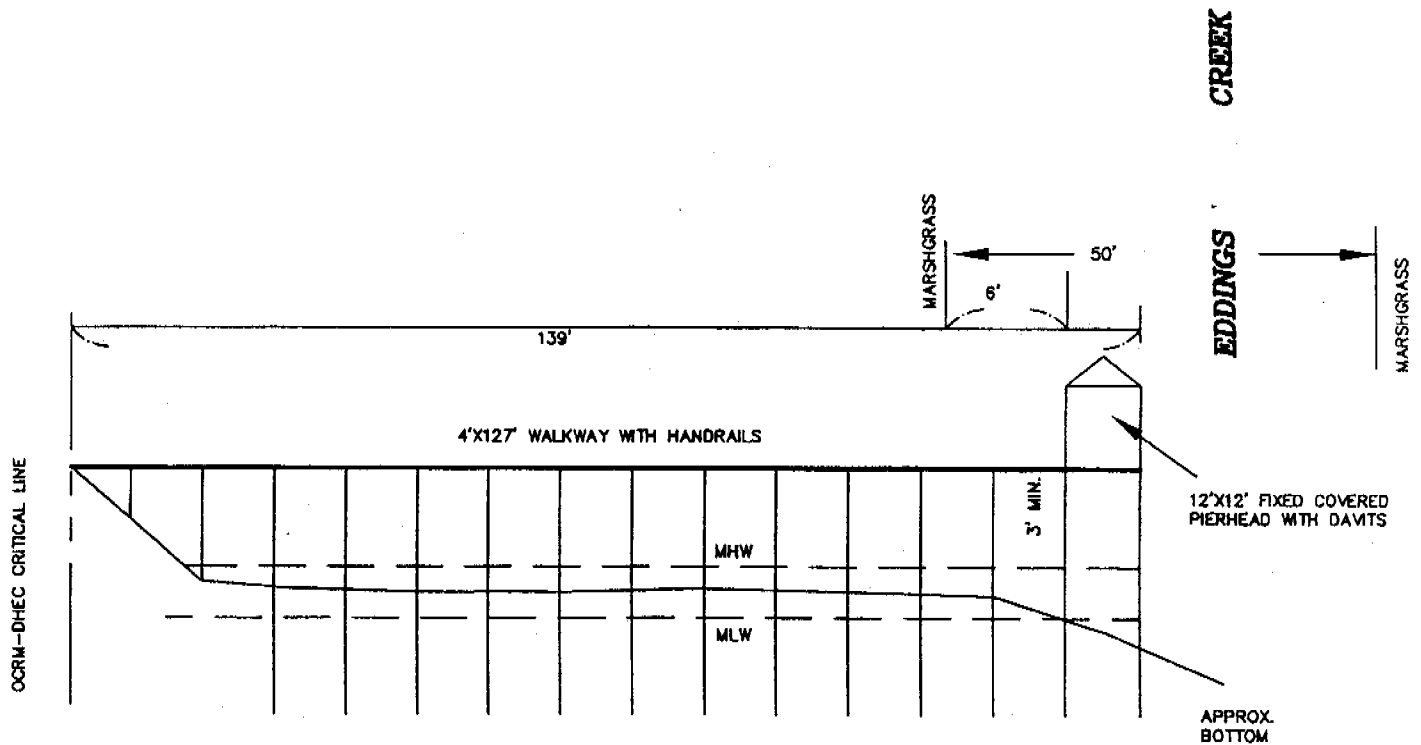 EDDINGS CREEK
MARSHGRASS
50'
6'
MARSHGRASS
139'
4'X127' WALKWAY WITH HANDRAILS
OCRM-DHEC CRITICAL LINE
3' MIN.
12'X12' FIXED COVERED
PIERHEAD WITH DAVITS
MHW
MLW
APPROX.
BOTTOM